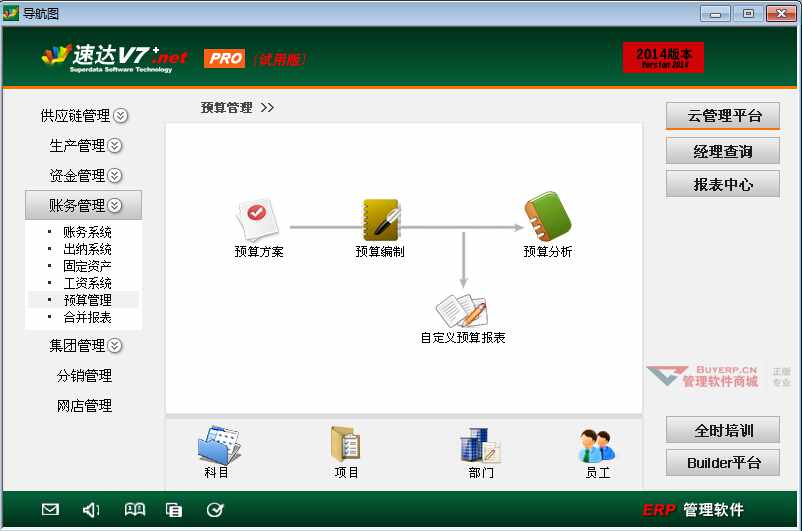 导航图
速达V7+.net
Superdata Software Technology
PRO
[试用版]
2014版本
Version 2014
供应链管理
生产管理
资金管理
账务管理
账务系统
出纳系统
固定资产
工资系统
预算管理
合并报表
集团管理
分销管理
网店管理
预算管理 >>
预算方案
预算编制
预算分析
自定义预算报表
科目
项目
部门
员工
云管理平台
经理查询
报表中心
BUYERP.CN
管理软件商城
正版
专业
全时培训
Builder平台
ERP 管理软件